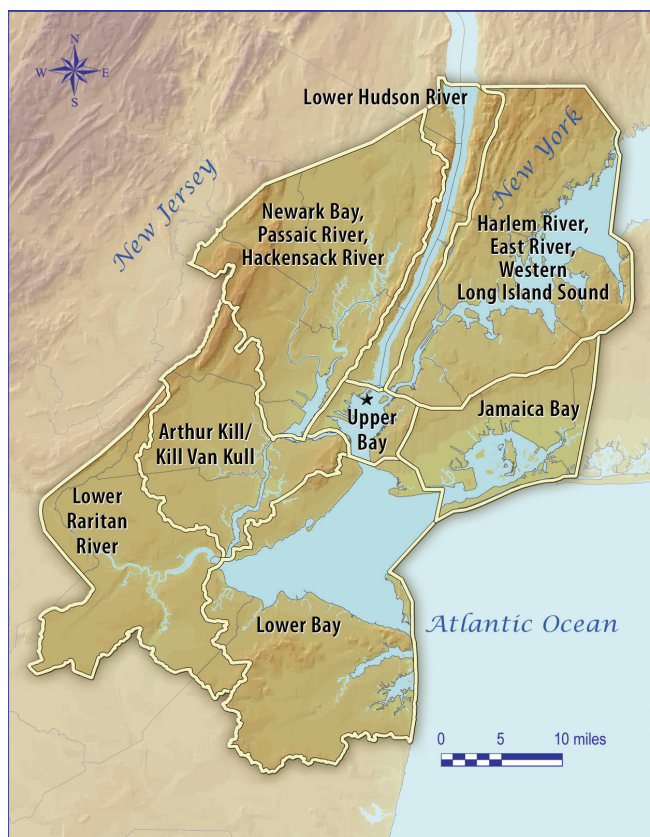 N
W
E
S
Lower Hudson River
New Jersey
New York
Newark Bay,
Passaic River,
Hackensack River
Harlem River,
East River,
Western
Long Island Sound
Upper
Bay
Jamaica Bay
Arthur Kill/
Kill Van Kull
Lower
Raritan
River
Lower Bay
Atlantic Ocean
0 5 10 miles